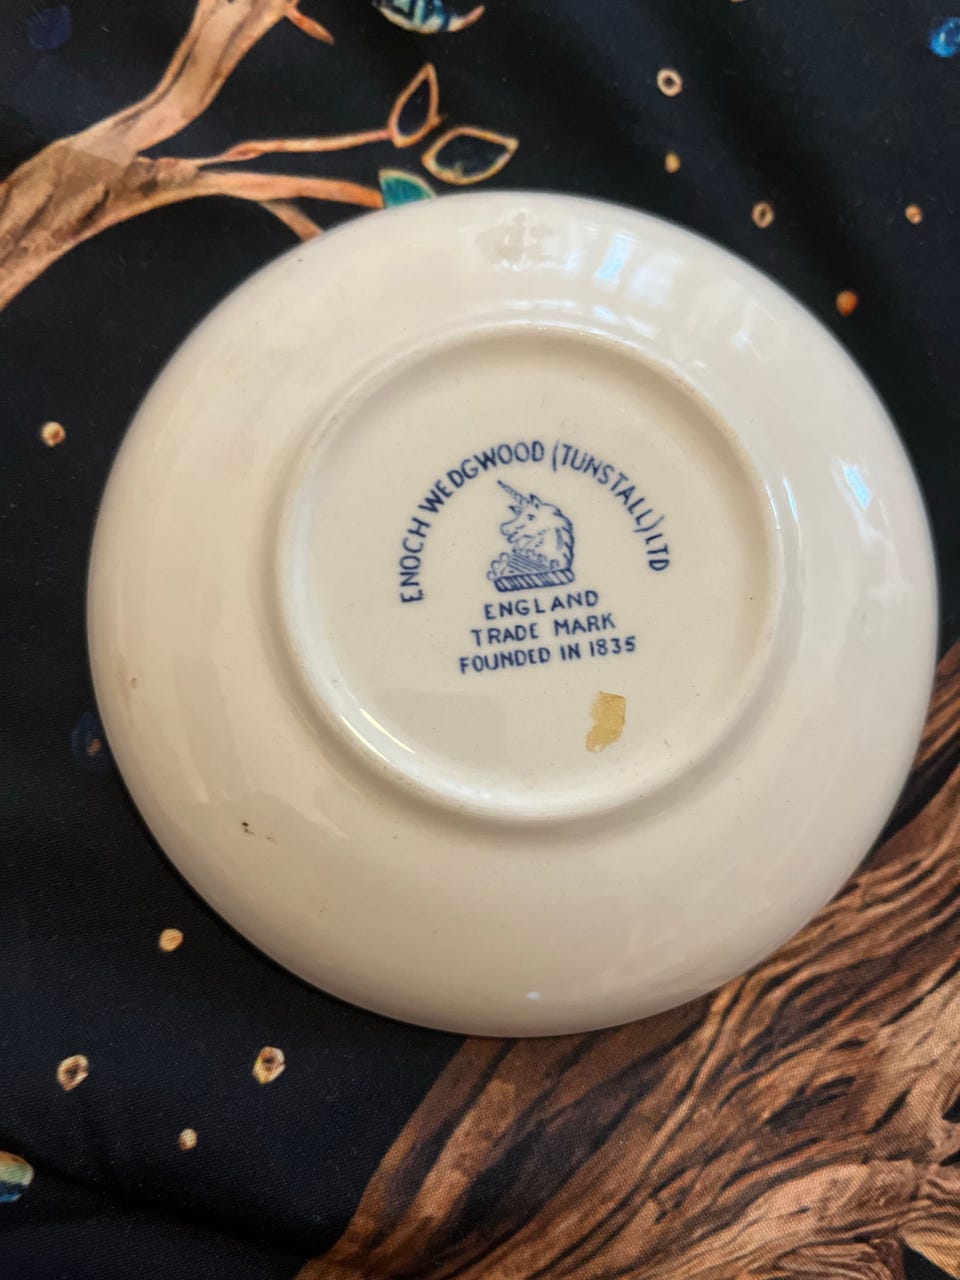 ENOCH WEDGWOOD (TUNSTALL) LTD
ENGLAND
TRADE MARK
FOUNDED IN 1835